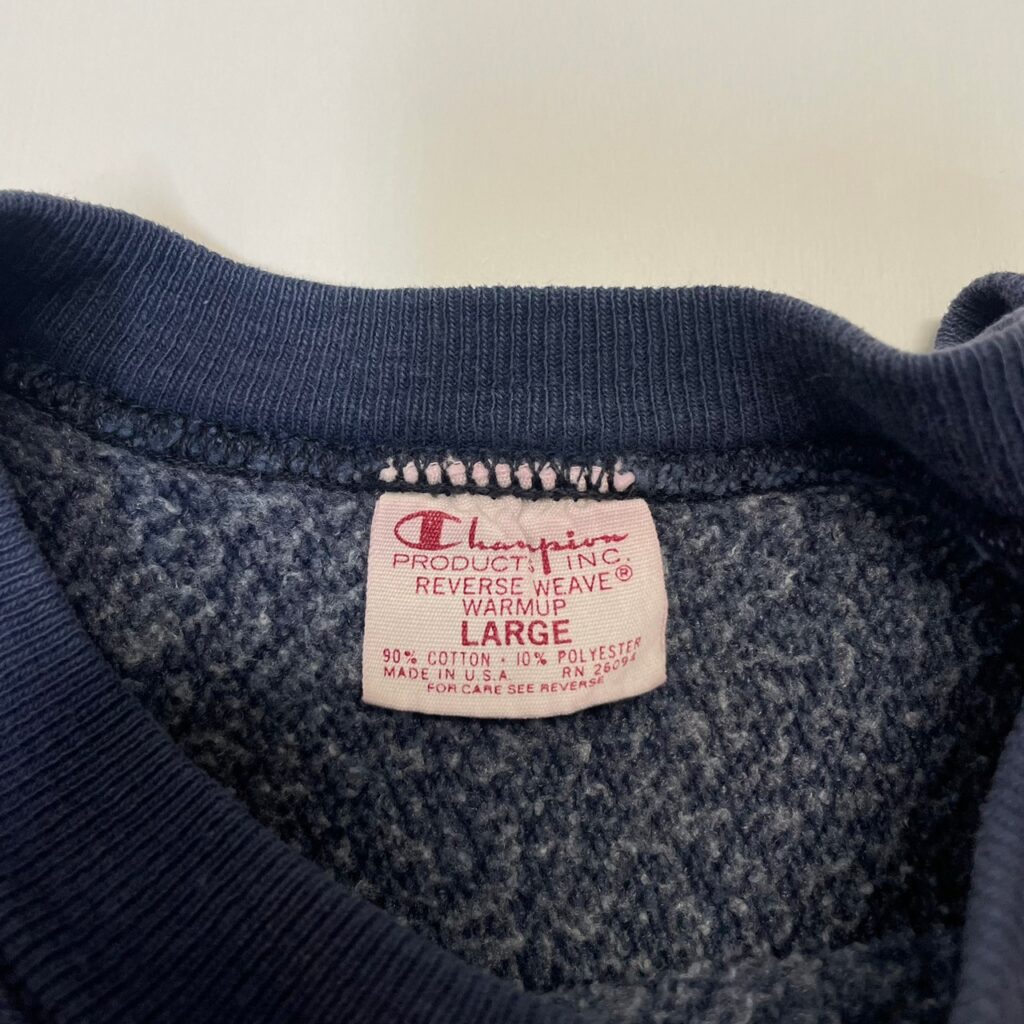 Champion
PRODUCTS INC.
REVERSE WEAVE®
WARMUP
LARGE
90% COTTON · 10% POLYESTER
MADE IN U.S.A RN 26094
FOR CARE SEE REVERSE